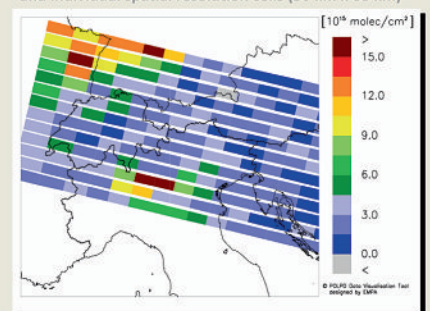 [10¹⁵ molec/cm²]
>
15.0
12.0
9.0
6.0
3.0
0.0
<
© POLPO Data Visualisation Tool
designed by EMPA